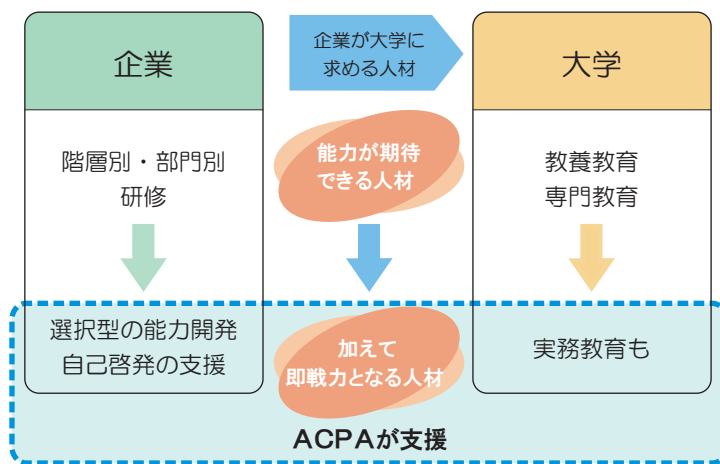 企業
企業が大学に
求める人材
大学
階層別・部門別
研修
能力が期待
できる人材
教養教育
専門教育
選択型の能力開発
自己啓発の支援
加えて
即戦力となる人材
実務教育も
ACPAが支援